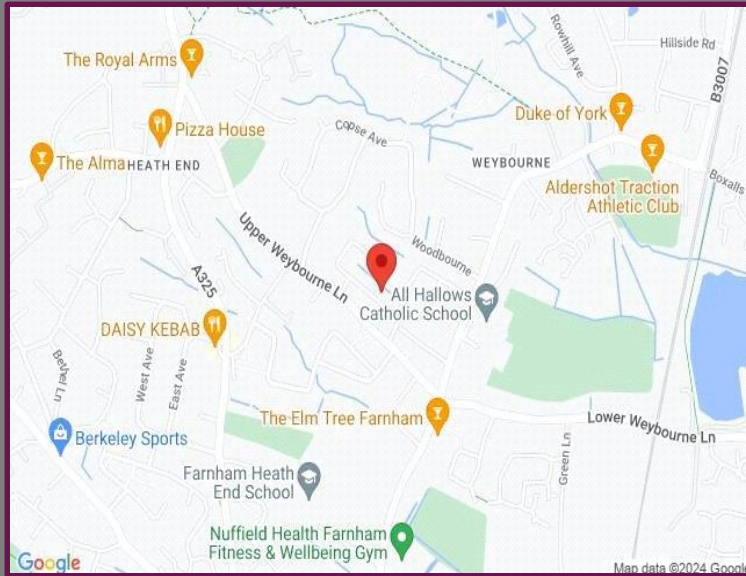 Hillside Rd
Rowhill Ave
B3007
The Royal Arms
Duke of York
Pizza House
Copse Ave
The Alma
HEATH END
WEYBOURNE
Boxalls
Aldershot Traction
Athletic Club
Upper Weybourne Ln
Woodbourne
A325
All Hallows
Catholic School
DAISY KEBAB
West Ave
East Ave
Bethel Ln
The Elm Tree Farnham
Lower Weybourne Ln
Berkeley Sports
Green Ln
Farnham Heath
End School
Nuffield Health Farnham
Fitness & Wellbeing Gym
Google
Map data ©2024 Google